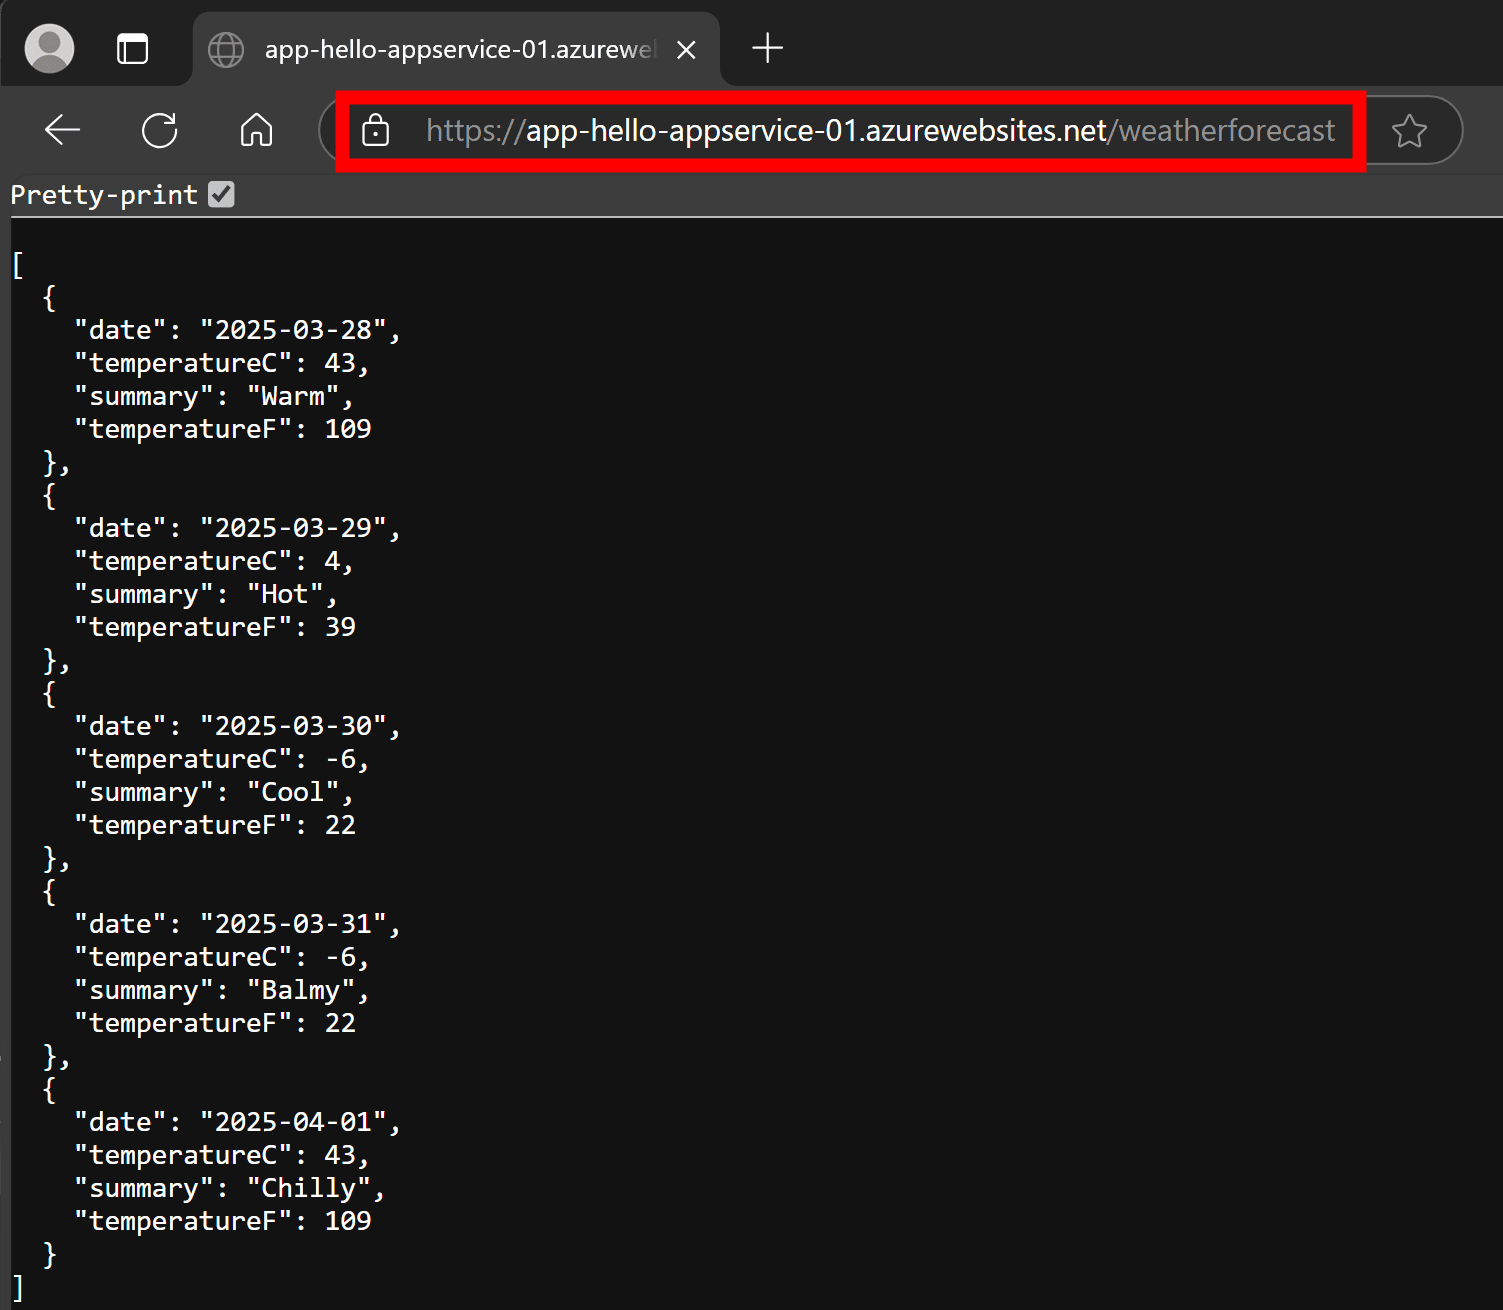 app-hello-appservice-01.azurewel
https://app-hello-appservice-01.azurewebsites.net/weatherforecast
Pretty-print
[
  {
    "date": "2025-03-28",
    "temperatureC": 43,
    "summary": "Warm",
    "temperatureF": 109
  },
  {
    "date": "2025-03-29",
    "temperatureC": 4,
    "summary": "Hot",
    "temperatureF": 39
  },
  {
    "date": "2025-03-30",
    "temperatureC": -6,
    "summary": "Cool",
    "temperatureF": 22
  },
  {
    "date": "2025-03-31",
    "temperatureC": -6,
    "summary": "Balmy",
    "temperatureF": 22
  },
  {
    "date": "2025-04-01",
    "temperatureC": 43,
    "summary": "Chilly",
    "temperatureF": 109
  }
]